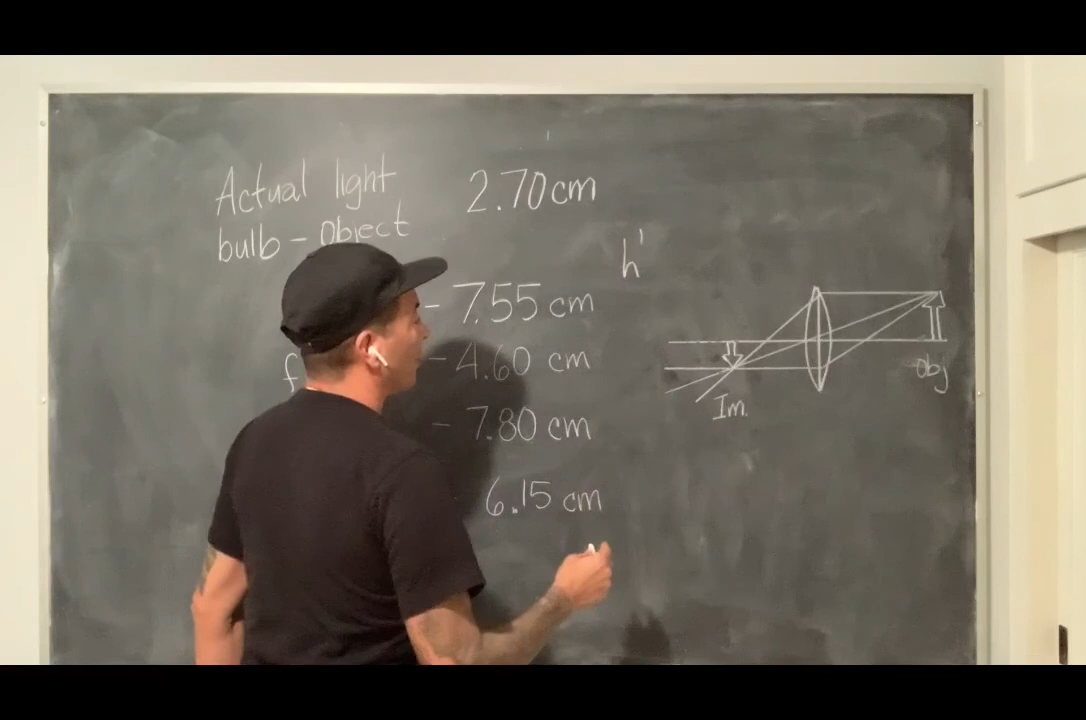 Actual light 2.70cm
bulb - Object
h'
- 7.55 cm
f - 4.60 cm
- 7.80 cm
6.15 cm
Obj
Im.